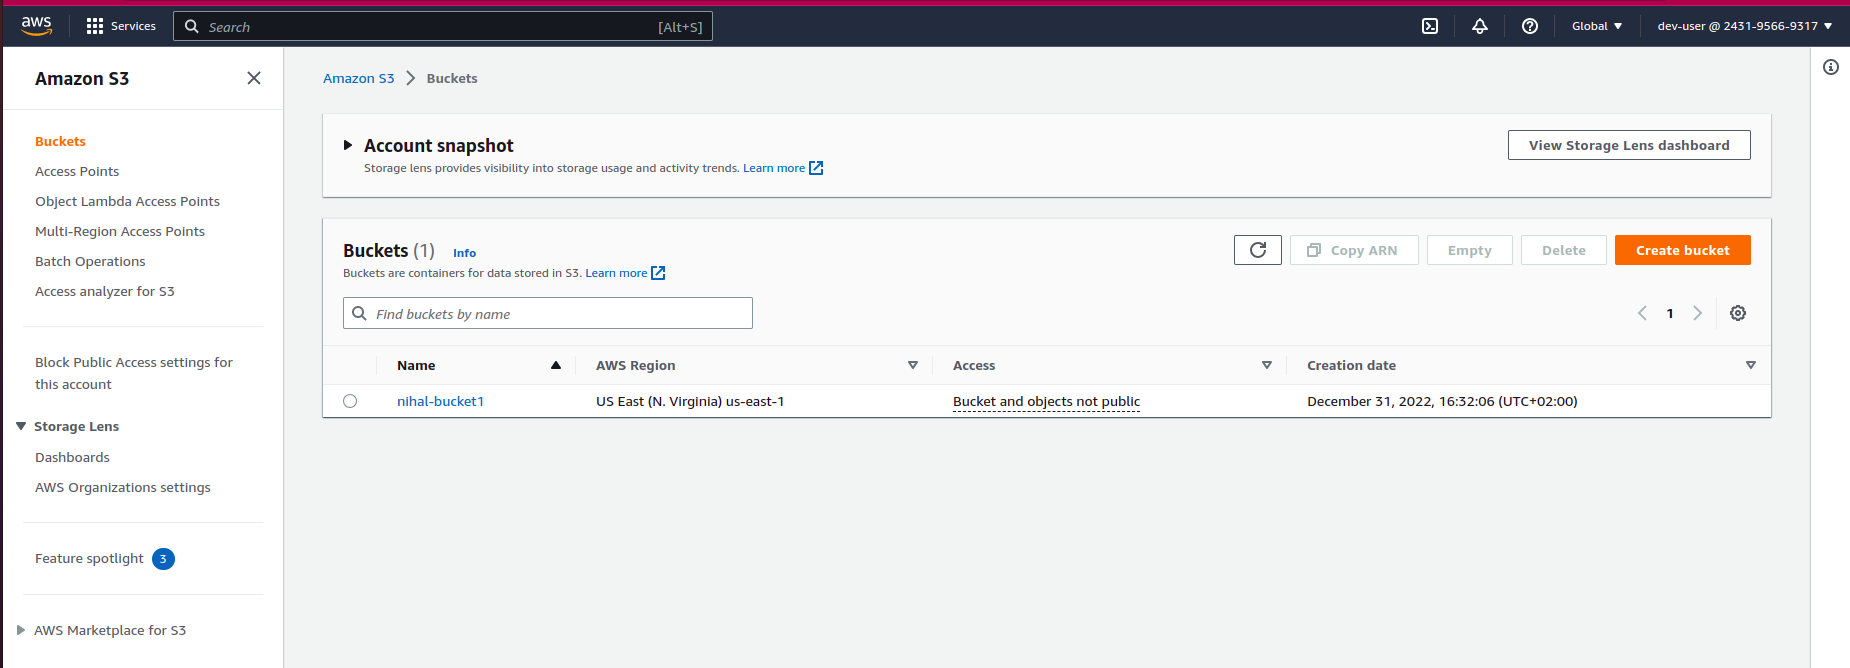 aws Services Search [Alt+S] Global dev-user @ 2431-9566-9317
Amazon S3
Buckets
Access Points
Object Lambda Access Points
Multi-Region Access Points
Batch Operations
Access analyzer for S3
Block Public Access settings for
this account
Storage Lens
Dashboards
AWS Organizations settings
Feature spotlight 3
AWS Marketplace for S3
Amazon S3 Buckets
Account snapshot
Storage lens provides visibility into storage usage and activity trends. Learn more
View Storage Lens dashboard
Buckets (1) Info
Buckets are containers for data stored in S3. Learn more
Copy ARN Empty Delete Create bucket
Find buckets by name
1
Name AWS Region Access Creation date
nihal-bucket1 US East (N. Virginia) us-east-1 Bucket and objects not public December 31, 2022, 16:32:06 (UTC+02:00)